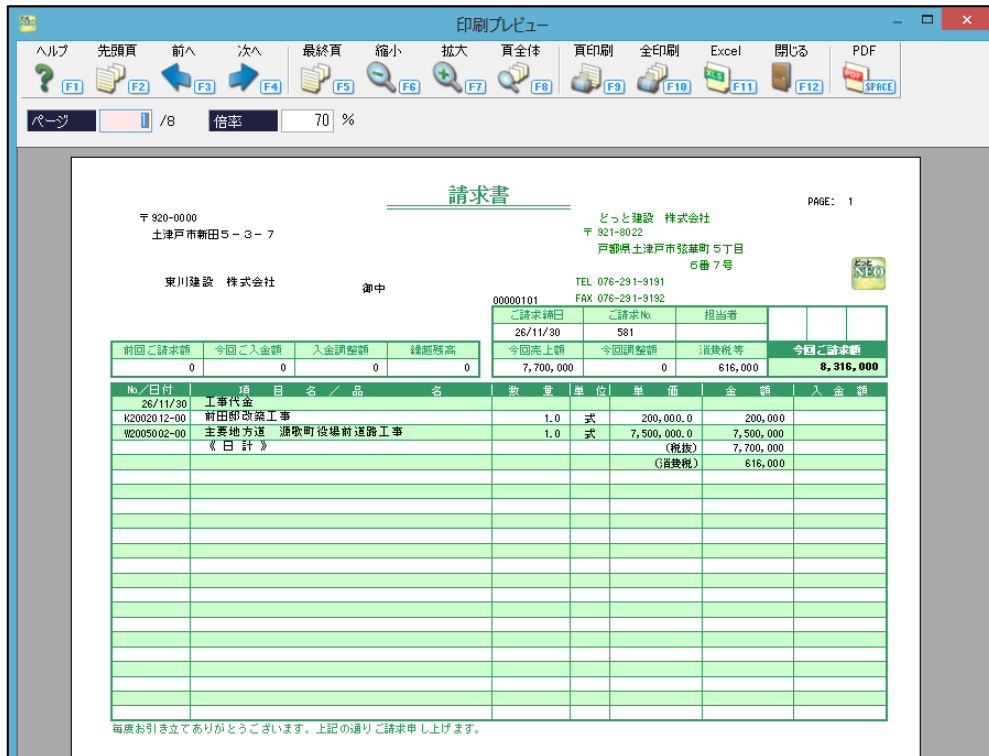 印刷プレビュー
ヘルプ 先頭頁 前へ 次へ 最終頁 縮小 拡大 頁全体 頁印刷 全印刷 Excel 閉じる PDF
F1 F2 F3 F4 F5 F6 F7 F8 F9 F10 XLS F11 F12 PDF SPACE
ページ 1 /8 倍率 70 %
請求書
PAGE: 1
〒920-0000
土津戸市新田5-3-7
東川建設 株式会社 御中
どっと建設 株式会社
〒 921-8022
戸都県土津戸市弦華町5丁目
6番7号
TEL 076-291-9191
FAX 076-291-9192
どっと NEO
00000101
ご請求締日 ご請求No. 担当者
26/11/30 581
前回ご請求額 今回ご入金額 入金調整額 繰越残高 今回売上額 今回調整額 消費税等 今回ご請求額
0 0 0 0 7,700,000 0 616,000 8,316,000
No./日付 項目名/品名 数量 単位 単価 金額 入金額
26/11/30 工事代金
K2002012-00 前田邸改築工事 1.0 式 200,000.0 200,000
W2005002-00 主要地方道 源歌町役場前道路工事 1.0 式 7,500,000.0 7,500,000
《日計》 (税抜) 7,700,000
(消費税) 616,000
毎度お引き立てありがとうございます。上記の通りご請求申し上げます。